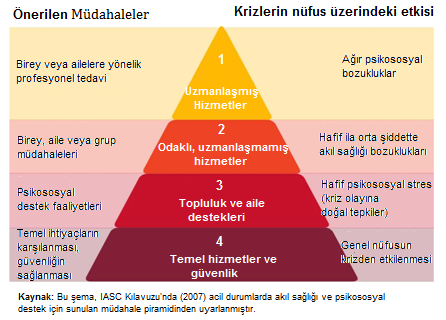 Önerilen Müdahaleler
Krizlerin nüfus üzerindeki etkisi
Birey veya ailelere yönelik
profesyonel tedavi
1
Uzmanlaşmış
Hizmetler
Ağır psikososyal
bozukluklar
Birey, aile veya grup
müdahaleleri
2
Odaklı, uzmanlaşmamış
hizmetler
Hafif ila orta şiddette
akıl sağlığı bozuklukları
Psikososyal
destek faaliyetleri
3
Topluluk ve aile
destekleri
Hafif psikososyal stres
(kriz olayına
doğal tepkiler)
Temel ihtiyaçların
karşılanması,
güvenliğin
sağlanması
4
Temel hizmetler ve
güvenlik
Genel nüfusun
krizden etkilenmesi
Kaynak: Bu şema, IASC Kılavuzu'nda (2007) acil durumlarda akıl sağlığı ve psikososyal
destek için sunulan müdahale piramidinden uyarlanmıştır.